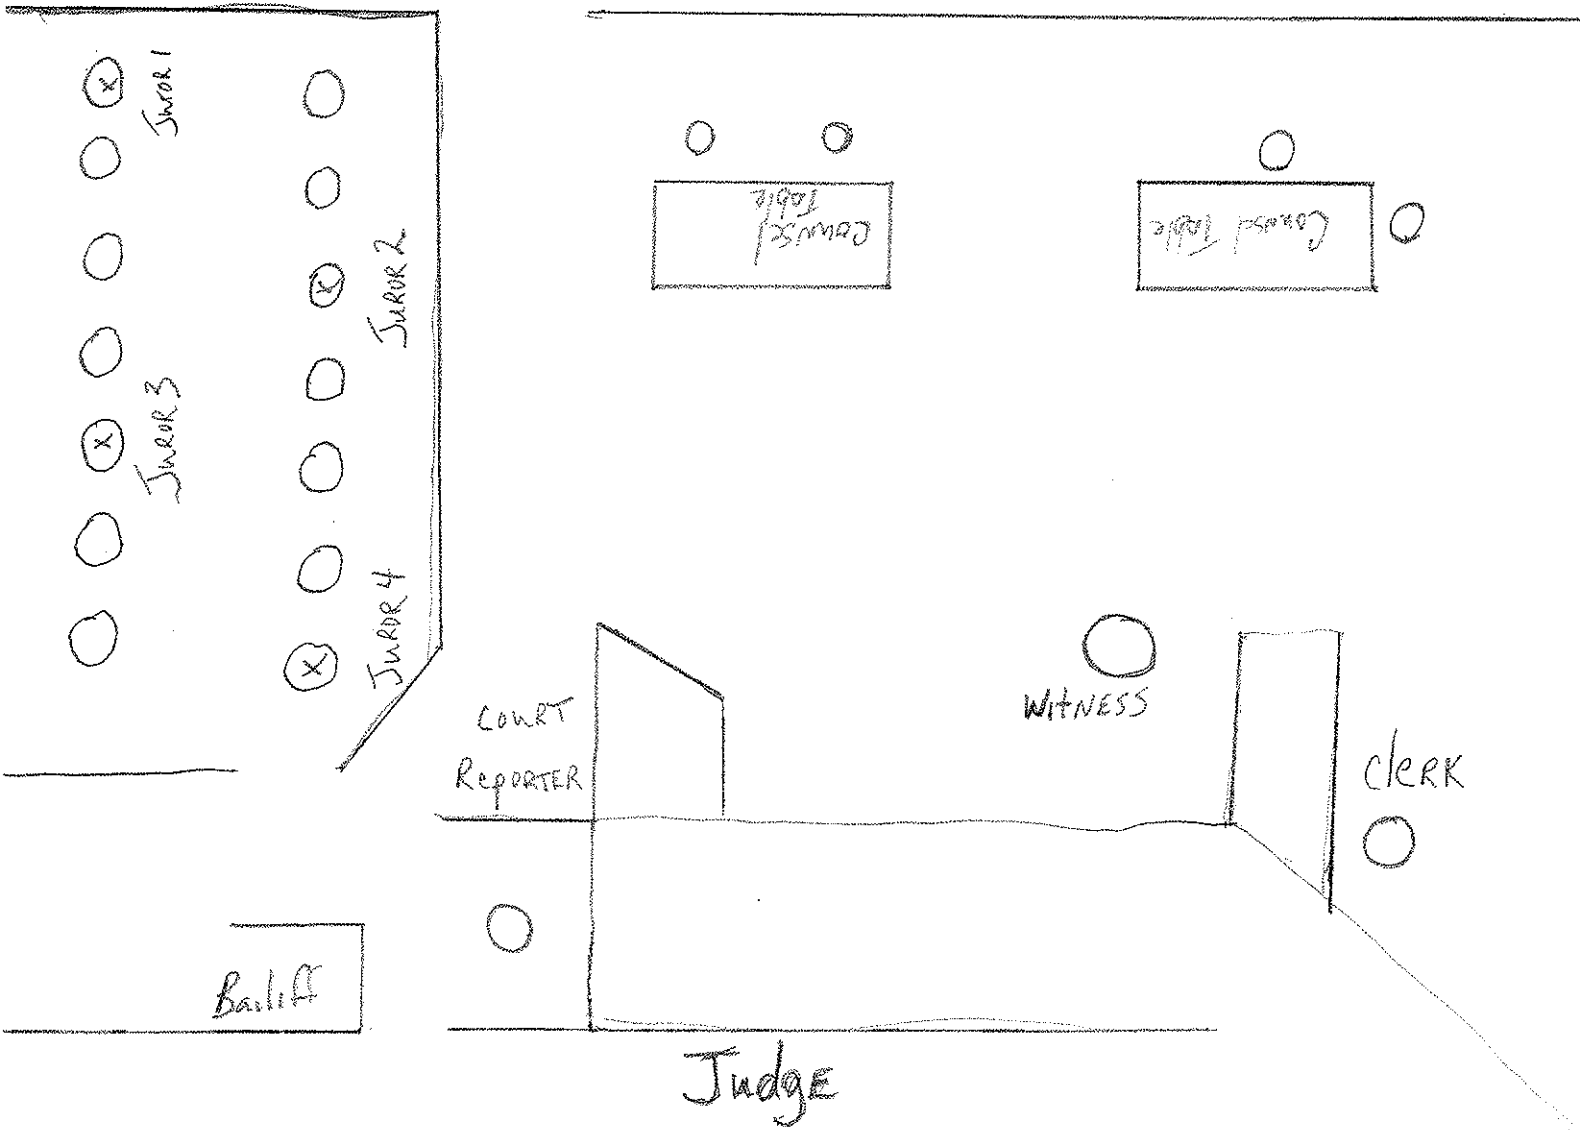 Juror 1
Juror 2
Juror 3
Juror 4
Counsel
Table
Counsel Table
Court
Reporter
Witness
Clerk
Bailiff
Judge